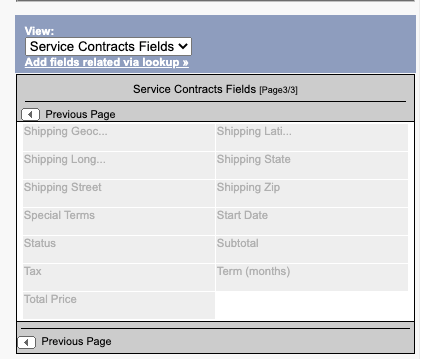 View:
Service Contracts Fields
Add fields related via lookup »
Service Contracts Fields [Page3/3]
Previous Page
Shipping Geoc... Shipping Lati...
Shipping Long... Shipping State
Shipping Street Shipping Zip
Special Terms Start Date
Status Subtotal
Tax Term (months)
Total Price
Previous Page